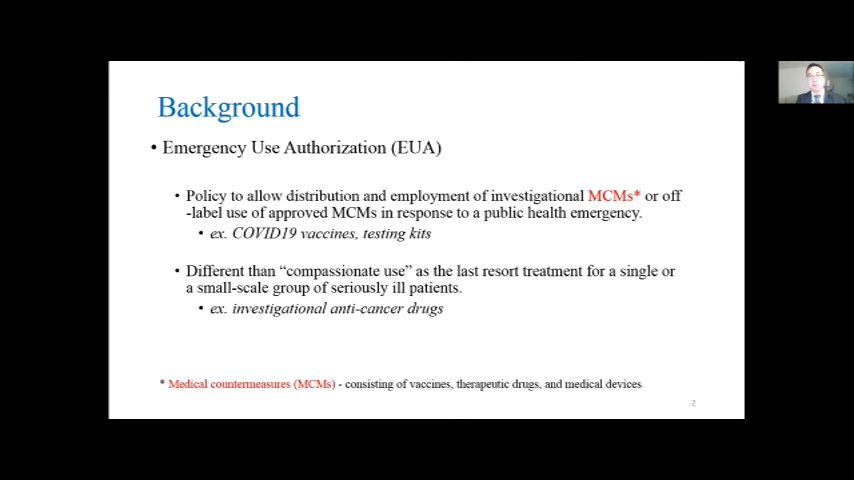 Background
• Emergency Use Authorization (EUA)
• Policy to allow distribution and employment of investigational MCMs* or off
-label use of approved MCMs in response to a public health emergency.
• ex. COVID19 vaccines, testing kits
• Different than “compassionate use” as the last resort treatment for a single or
a small-scale group of seriously ill patients.
• ex. investigational anti-cancer drugs
* Medical countermeasures (MCMs) - consisting of vaccines, therapeutic drugs, and medical devices
2